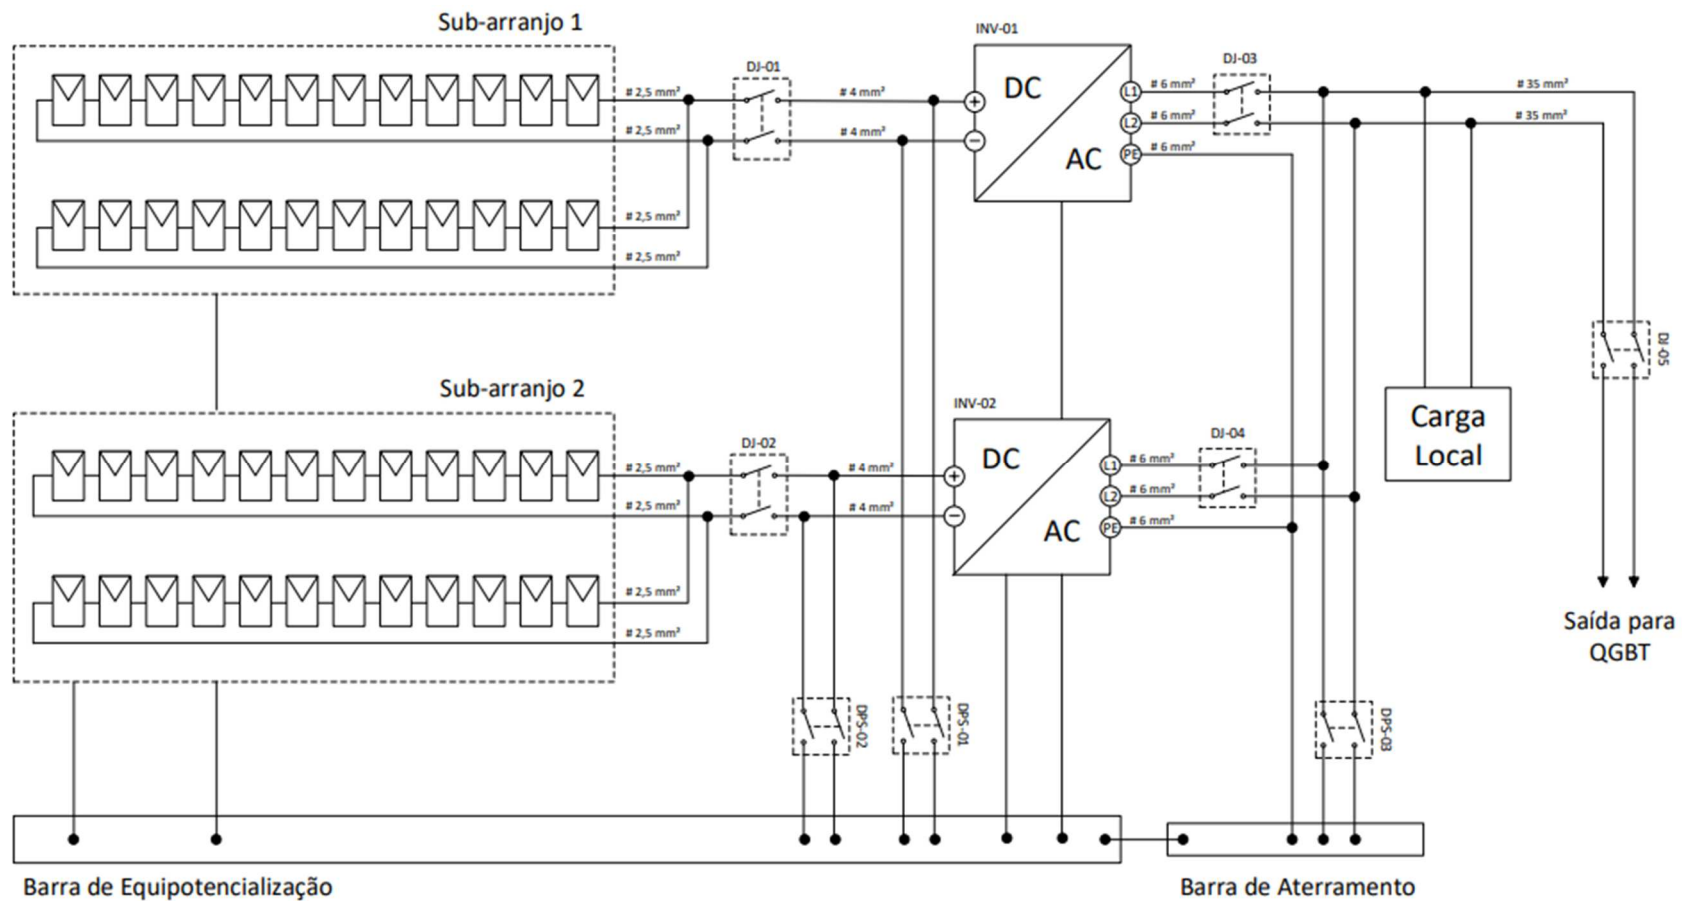 Sub-arranjo 1
INV-01
DJ-01
DJ-03
# 2,5 mm²
# 4 mm²
DC
L1
# 6 mm²
# 35 mm²
+
# 2,5 mm²
# 4 mm²
L2
# 6 mm²
# 35 mm²
−
AC
PE
# 6 mm²
# 2,5 mm²
# 2,5 mm²
DJ-05
Sub-arranjo 2
INV-02
DJ-02
DJ-04
Carga
Local
# 2,5 mm²
# 4 mm²
+
DC
L1
# 6 mm²
# 2,5 mm²
# 4 mm²
−
L2
# 6 mm²
AC
PE
# 6 mm²
# 2,5 mm²
# 2,5 mm²
Saída para
QGBT
DPS-02
DPS-01
DPS-03
Barra de Equipotencialização
Barra de Aterramento